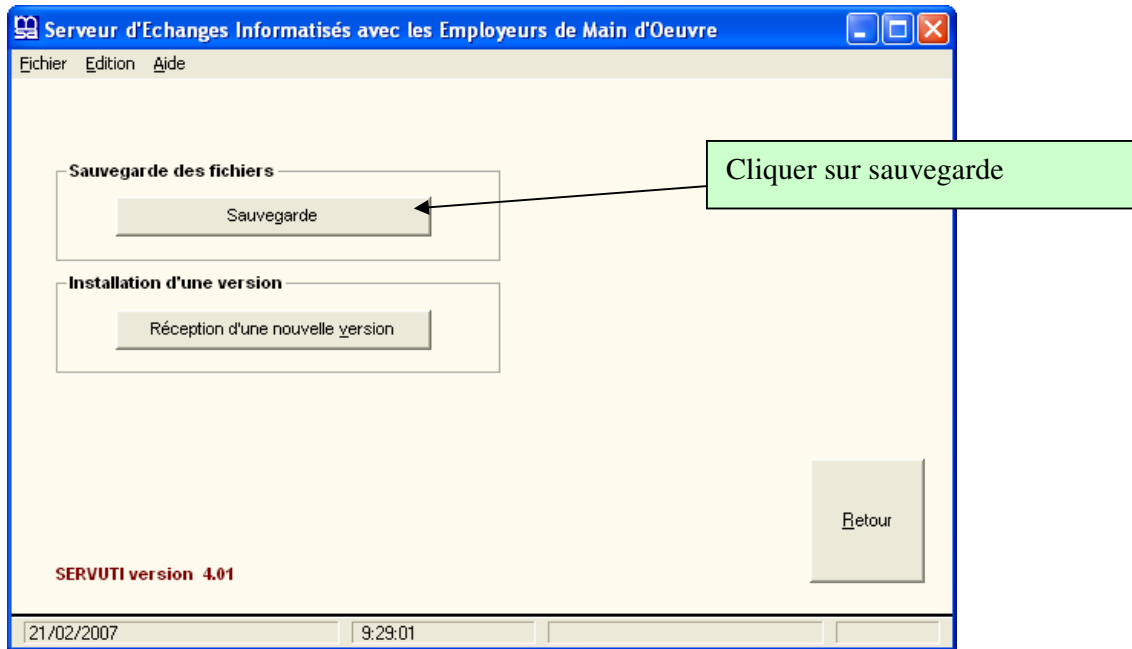 Serveur d'Echanges Informatisés avec les Employeurs de Main d'Oeuvre
Fichier Edition Aide
Cliquer sur sauvegarde
Sauvegarde des fichiers
Sauvegarde
Installation d'une version
Réception d'une nouvelle version
Retour
SERVUTI version 4.01
21/02/2007 9:29:01